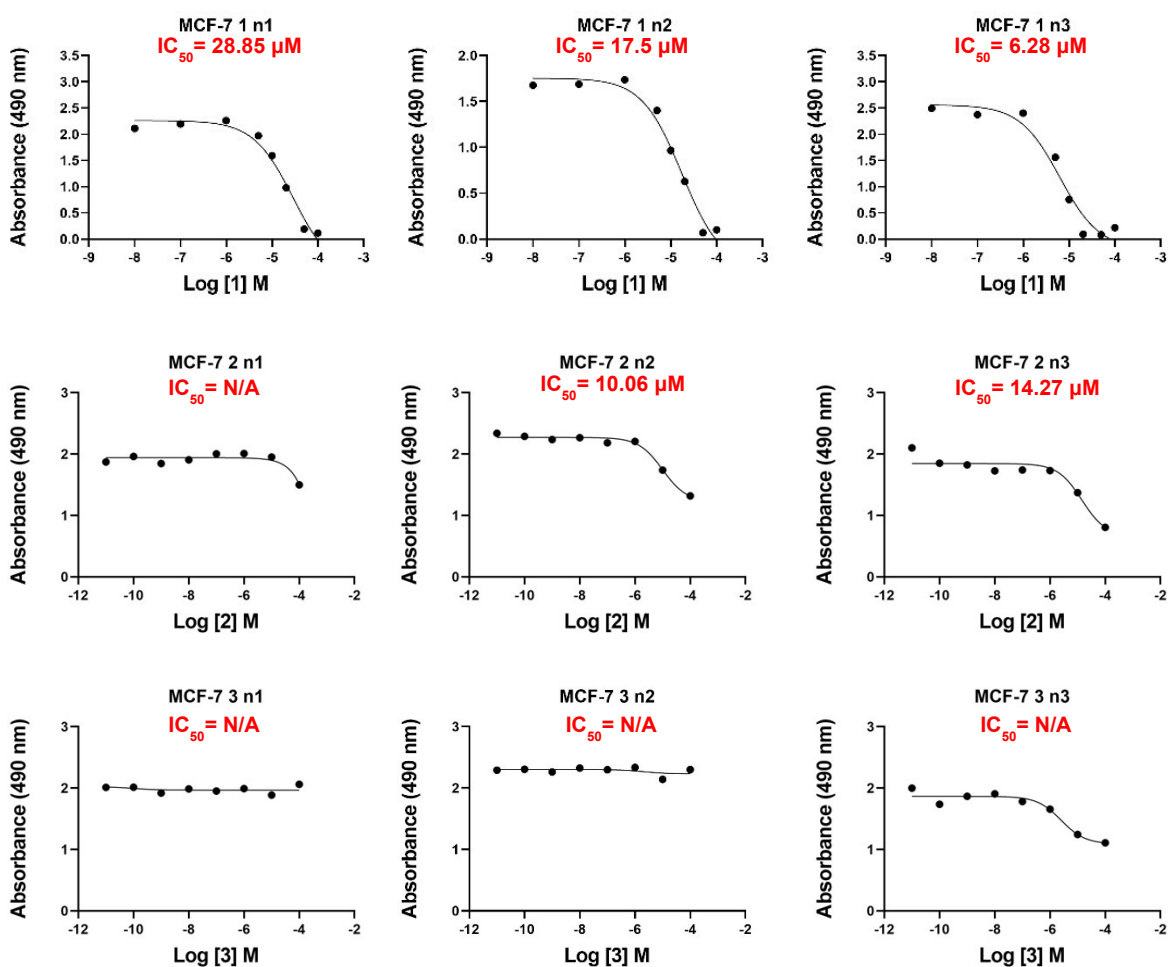 MCF-7 1 n1
IC50= 28.85 µM
Absorbance (490 nm)
3.5
3.0
2.5
2.0
1.5
1.0
0.5
0.0
-9 -8 -7 -6 -5 -4 -3
Log [1] M
MCF-7 1 n2
IC50= 17.5 µM
Absorbance (490 nm)
2.0
1.5
1.0
0.5
0.0
-9 -8 -7 -6 -5 -4 -3
Log [1] M
MCF-7 1 n3
IC50= 6.28 µM
Absorbance (490 nm)
3.5
3.0
2.5
2.0
1.5
1.0
0.5
0.0
-9 -8 -7 -6 -5 -4 -3
Log [1] M
MCF-7 2 n1
IC50= N/A
Absorbance (490 nm)
3
2
1
0
-12 -10 -8 -6 -4 -2
Log [2] M
MCF-7 2 n2
IC50= 10.06 µM
Absorbance (490 nm)
3
2
1
0
-12 -10 -8 -6 -4 -2
Log [2] M
MCF-7 2 n3
IC50= 14.27 µM
Absorbance (490 nm)
3
2
1
0
-12 -10 -8 -6 -4 -2
Log [2] M
MCF-7 3 n1
IC50= N/A
Absorbance (490 nm)
3
2
1
0
-12 -10 -8 -6 -4 -2
Log [3] M
MCF-7 3 n2
IC50= N/A
Absorbance (490 nm)
3
2
1
0
-12 -10 -8 -6 -4 -2
Log [3] M
MCF-7 3 n3
IC50= N/A
Absorbance (490 nm)
3
2
1
0
-12 -10 -8 -6 -4 -2
Log [3] M